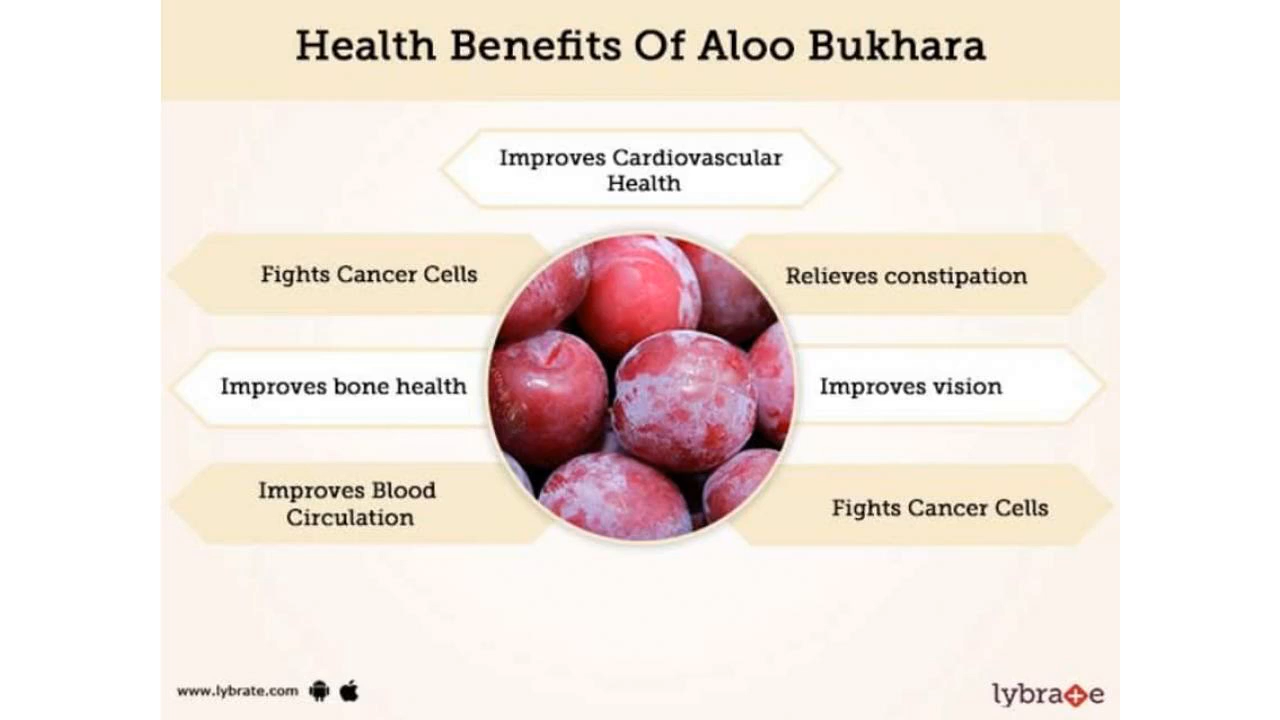 Health Benefits Of Aloo Bukhara
Improves Cardiovascular
Health
Fights Cancer Cells
Relieves constipation
Improves bone health
Improves vision
Improves Blood
Circulation
Fights Cancer Cells
www.lybrate.com
lybrate